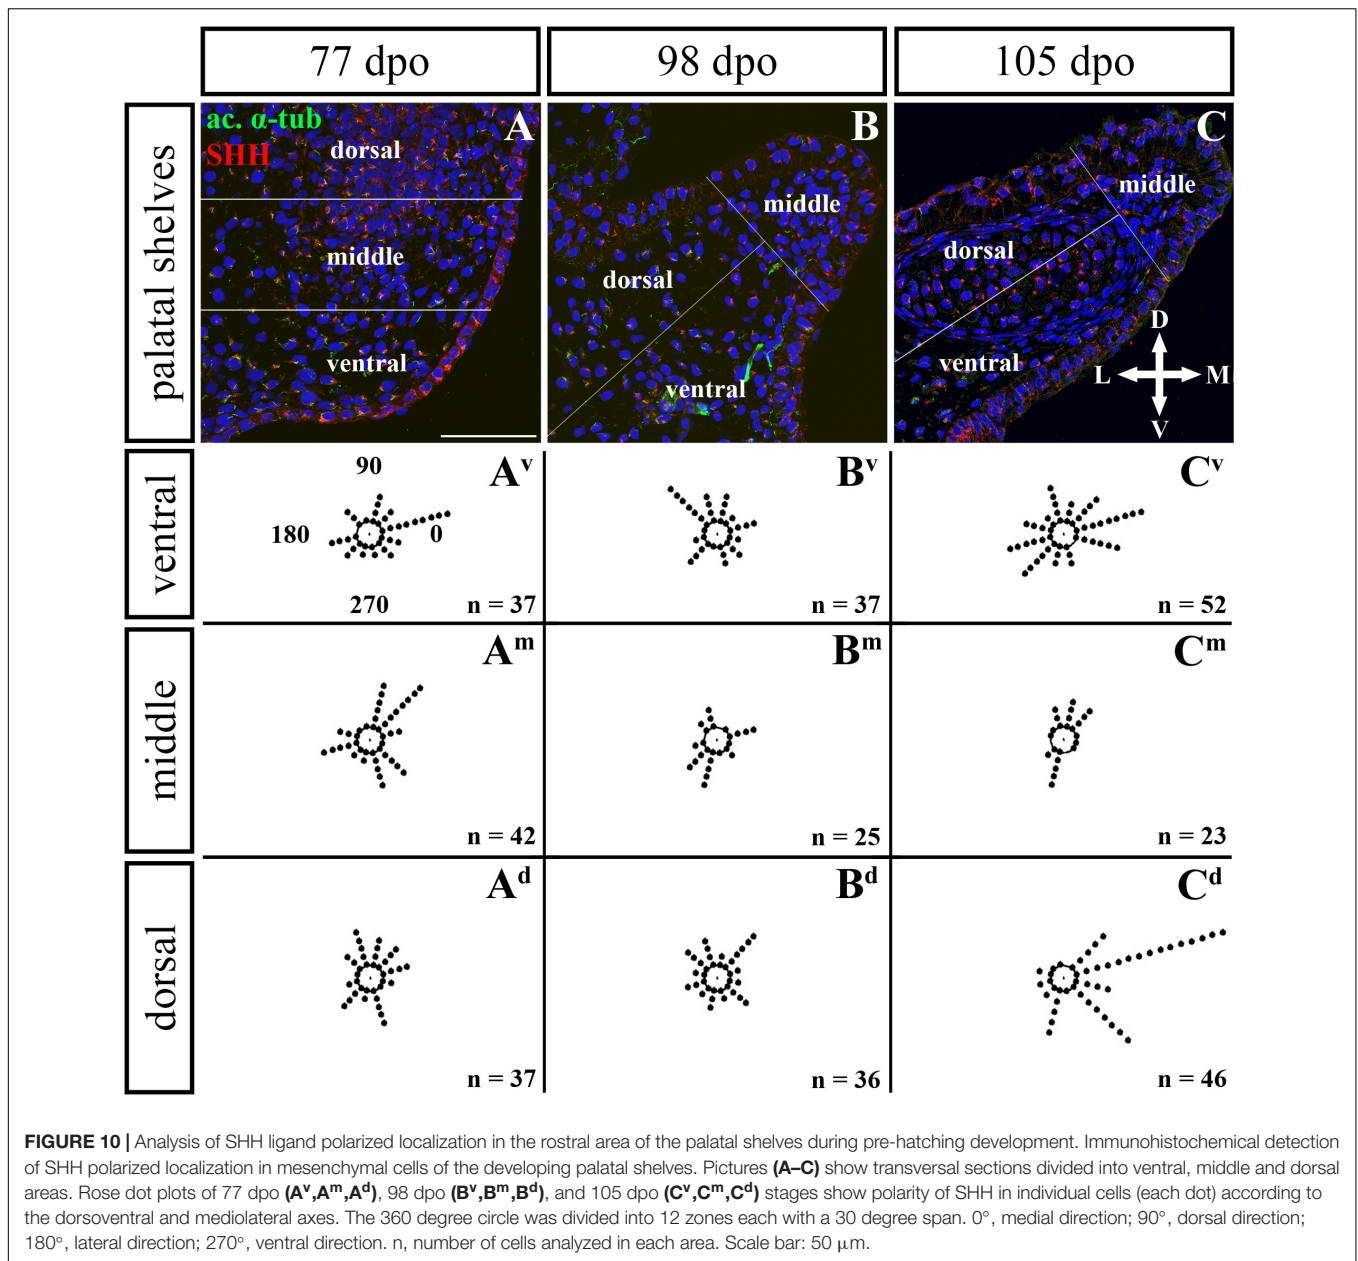 77 dpo
98 dpo
105 dpo
palatal shelves
ac. α-tub
SHH
A
dorsal
middle
ventral
B
middle
dorsal
ventral
C
middle
dorsal
ventral
D
L M
V
ventral
90
180 0
270
Aᵛ
n = 37
Bᵛ
n = 37
Cᵛ
n = 52
middle
Aᵐ
n = 42
Bᵐ
n = 25
Cᵐ
n = 23
dorsal
Aᵈ
n = 37
Bᵈ
n = 36
Cᵈ
n = 46
FIGURE 10 | Analysis of SHH ligand polarized localization in the rostral area of the palatal shelves during pre-hatching development. Immunohistochemical detection
of SHH polarized localization in mesenchymal cells of the developing palatal shelves. Pictures (A–C) show transversal sections divided into ventral, middle and dorsal
areas. Rose dot plots of 77 dpo (Aᵛ,Aᵐ,Aᵈ), 98 dpo (Bᵛ,Bᵐ,Bᵈ), and 105 dpo (Cᵛ,Cᵐ,Cᵈ) stages show polarity of SHH in individual cells (each dot) according to
the dorsoventral and mediolateral axes. The 360 degree circle was divided into 12 zones each with a 30 degree span. 0°, medial direction; 90°, dorsal direction;
180°, lateral direction; 270°, ventral direction. n, number of cells analyzed in each area. Scale bar: 50 μm.